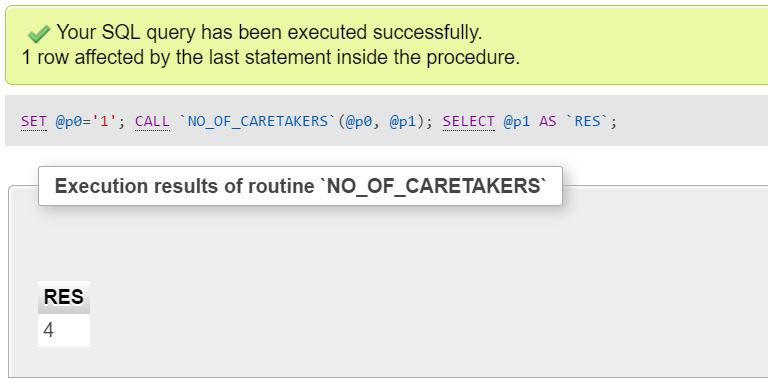 Your SQL query has been executed successfully.
1 row affected by the last statement inside the procedure.
SET @p0='1'; CALL `NO_OF_CARETAKERS`(@p0, @p1); SELECT @p1 AS `RES`;
Execution results of routine `NO_OF_CARETAKERS`
RES
4